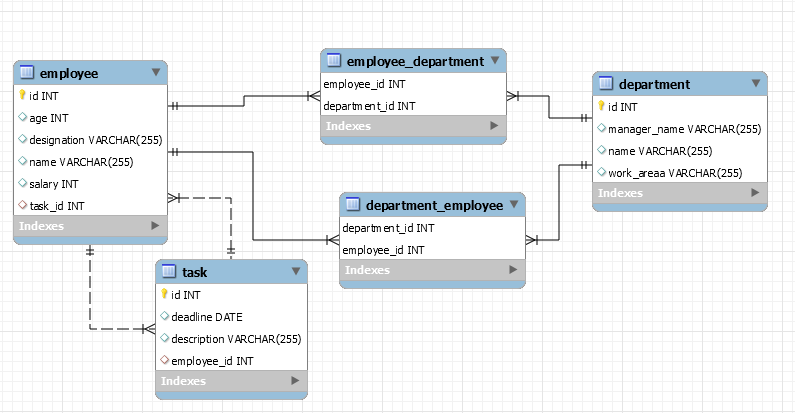 employee
id INT
age INT
designation VARCHAR(255)
name VARCHAR(255)
salary INT
task_id INT
Indexes
employee_department
employee_id INT
department_id INT
Indexes
department
id INT
manager_name VARCHAR(255)
name VARCHAR(255)
work_areaa VARCHAR(255)
Indexes
department_employee
department_id INT
employee_id INT
Indexes
task
id INT
deadline DATE
description VARCHAR(255)
employee_id INT
Indexes